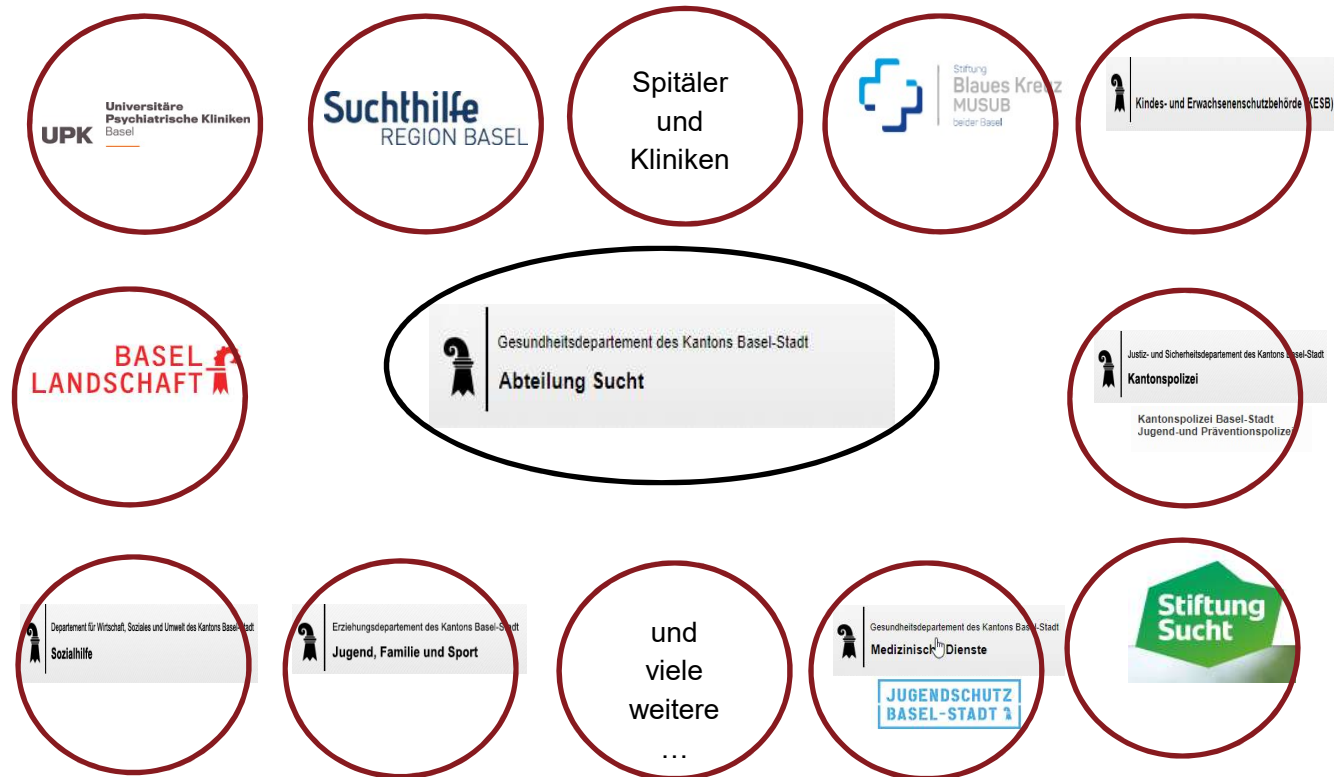 UPK
Universitäre
Psychiatrische Kliniken
Basel
Suchthilfe
REGION BASEL
Spitäler
und
Kliniken
Stiftung
Blaues Kreuz
MUSUB
beider Basel
Kindes- und Erwachsenenschutzbehörde (KESB)
BASEL
LANDSCHAFT
Gesundheitsdepartement des Kantons Basel-Stadt
Abteilung Sucht
Justiz- und Sicherheitsdepartement des Kantons Basel-Stadt
Kantonspolizei
Kantonspolizei Basel-Stadt
Jugend-und Präventionspolizei
Departement für Wirtschaft, Soziales und Umwelt des Kantons Basel-Stadt
Sozialhilfe
Erziehungsdepartement des Kantons Basel-Stadt
Jugend, Familie und Sport
und
viele
weitere
…
Gesundheitsdepartement des Kantons Basel-Stadt
Medizinische Dienste
JUGENDSCHUTZ
BASEL-STADT
Stiftung
Sucht